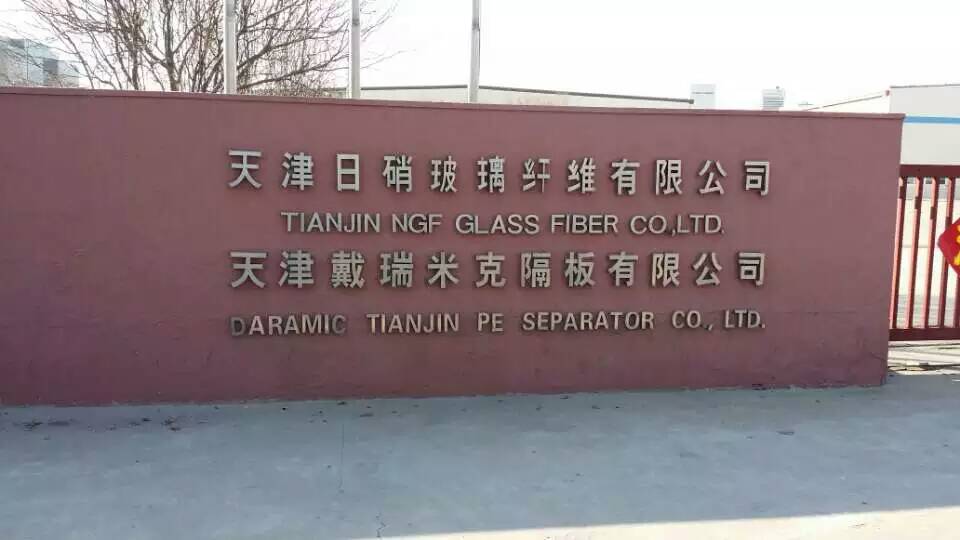 天津日硝玻璃纤维有限公司
TIANJIN NGF GLASS FIBER CO.,LTD.
天津戴瑞米克隔板有限公司
DARAMIC TIANJIN PE SEPARATOR CO., LTD.